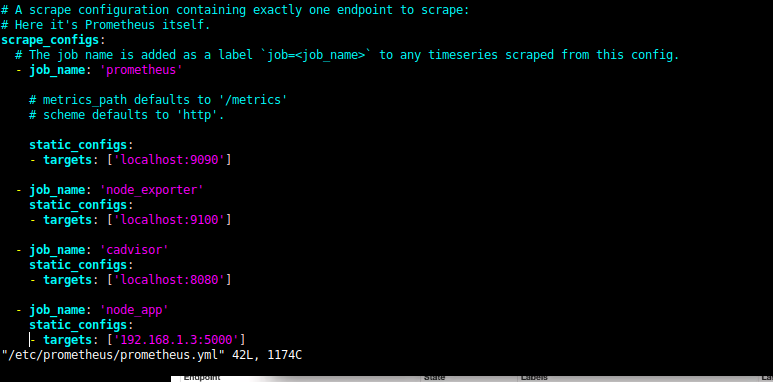 # A scrape configuration containing exactly one endpoint to scrape:
# Here it's Prometheus itself.
scrape_configs:
  # The job name is added as a label `job=<job_name>` to any timeseries scraped from this config.
  - job_name: 'prometheus'

    # metrics_path defaults to '/metrics'
    # scheme defaults to 'http'.

    static_configs:
    - targets: ['localhost:9090']

  - job_name: 'node_exporter'
    static_configs:
    - targets: ['localhost:9100']

  - job_name: 'cadvisor'
    static_configs:
    - targets: ['localhost:8080']

  - job_name: 'node_app'
    static_configs:
    - targets: ['192.168.1.3:5000']
"/etc/prometheus/prometheus.yml" 42L, 1174C
Endpoint State Labels